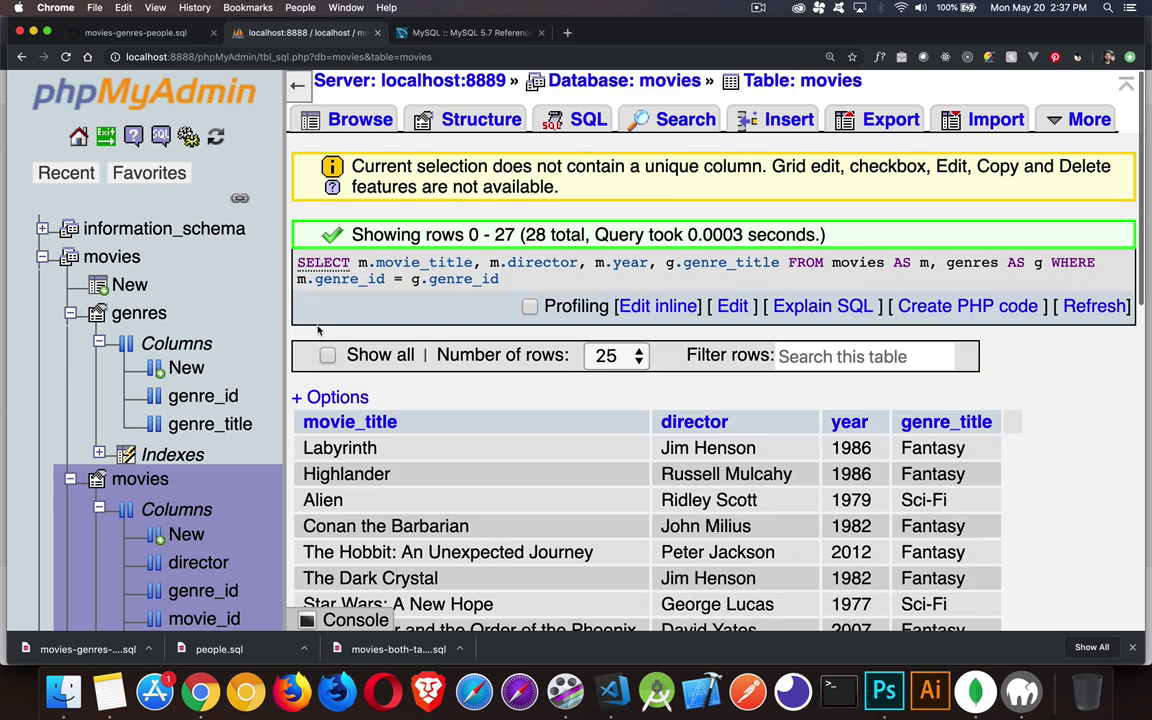 Chrome File Edit View History Bookmarks People Window Help 100% Mon May 20 2:37 PM
movies-genres-people.sql localhost:8888 / localhost / mo MySQL :: MySQL 5.7 Referenc
localhost:8888/phpMyAdmin/tbl_sql.php?db=movies&table=movies
phpMyAdmin
Recent Favorites
information_schema
movies
New
genres
Columns
New
genre_id
genre_title
Indexes
movies
Columns
New
director
genre_id
movie_id
Server: localhost:8889 » Database: movies » Table: movies
Browse Structure SQL Search Insert Export Import More
Current selection does not contain a unique column. Grid edit, checkbox, Edit, Copy and Delete
features are not available.
Showing rows 0 - 27 (28 total, Query took 0.0003 seconds.)
SELECT m.movie_title, m.director, m.year, g.genre_title FROM movies AS m, genres AS g WHERE
m.genre_id = g.genre_id
Profiling [Edit inline] [ Edit ] [ Explain SQL ] [ Create PHP code ] [ Refresh]
Show all | Number of rows: 25 Filter rows: Search this table
+ Options
movie_title director year genre_title
Labyrinth Jim Henson 1986 Fantasy
Highlander Russell Mulcahy 1986 Fantasy
Alien Ridley Scott 1979 Sci-Fi
Conan the Barbarian John Milius 1982 Fantasy
The Hobbit: An Unexpected Journey Peter Jackson 2012 Fantasy
The Dark Crystal Jim Henson 1982 Fantasy
Star Wars: A New Hope George Lucas 1977 Sci-Fi
and the Order of the Phoenix David Yates 2007 Fantasy
Console
movies-genres-....sql people.sql movies-both-ta....sql Show All
Ps Ai